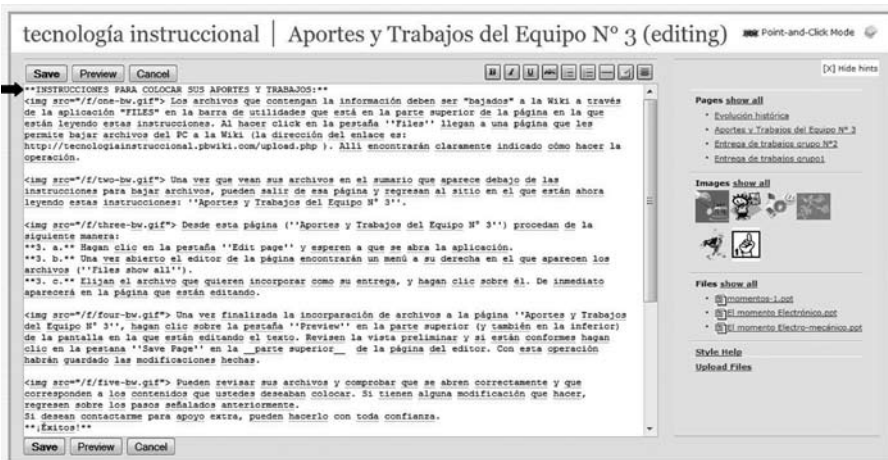 tecnología instruccional | Aportes y Trabajos del Equipo Nº 3 (editing)
Point-and-Click Mode
[X] Hide hints
Save Preview Cancel
**INSTRUCCIONES PARA COLOCAR SUS APORTES Y TRABAJOS:**
<img src="/f/one-bw.gif"> Los archivos que contengan la información deben ser "bajados" a la Wiki a través
de la aplicación "FILES" en la barra de utilidades que está en la parte superior de la página en la que
están leyendo estas instrucciones. Al hacer click en la pestaña ''Files'' llegan a una página que les
permite bajar archivos del PC a la Wiki (la dirección del enlace es:
http://tecnologiainstruccional.pbwiki.com/upload.php ). Allí encontrarán claramente indicado cómo hacer la
operación.
<img src="/f/two-bw.gif"> Una vez que vean sus archivos en el sumario que aparece debajo de las
instrucciones para bajar archivos, pueden salir de esa página y regresan al sitio en el que están ahora
leyendo estas instrucciones: ''Aportes y Trabajos del Equipo N° 3''.
<img src="/f/three-bw.gif"> Desde esta página (''Aportes y Trabajos del Equipo N° 3'') procedan de la
siguiente manera:
**3. a.** Hagan clic en la pestaña ''Edit page'' y esperen a que se abra la aplicación.
**3. b.** Una vez abierto el editor de la página encontrarán un menú a su derecha en el que aparecen los
archivos (''Files show all'').
**3. c.** Elijan el archivo que quieren incorporar como su entrega, y hagan clic sobre él. De inmediato
aparecerá en la página que están editando.
<img src="/f/four-bw.gif"> Una vez finalizada la incorparación de archivos a la página ''Aportes y Trabajos
del Equipo N° 3'', hagan clic sobre la pestaña ''Preview'' en la parte superior (y también en la inferior)
de la pantalla en la que están editando el texto. Revisen la vista preliminar y si están conformes hagan
clic en la pestana ''Save Page'' en la __parte superior__ de la página del editor. Con esta operación
habrán guardado las modificaciones hechas.
<img src="/f/five-bw.gif"> Pueden revisar sus archivos y comprobar que se abren correctamente y que
corresponden a los contenidos que ustedes deseaban colocar. Si tienen alguna modificación que hacer,
regresen sobre los pasos señalados anteriormente.
Si desean contactarme para apoyo extra, pueden hacerlo con toda confianza.
**¡Éxitos!**
Save Preview Cancel
Pages show all
Evolución histórica
Aportes y Trabajos del Equipo Nº 3
Entrega de trabajos grupo Nº2
Entrega de trabajos grupo1
Images show all
Files show all
momentos-1.ppt
El momento Electrónico.ppt
El momento Electro-mecánico.ppt
Style Help
Upload Files